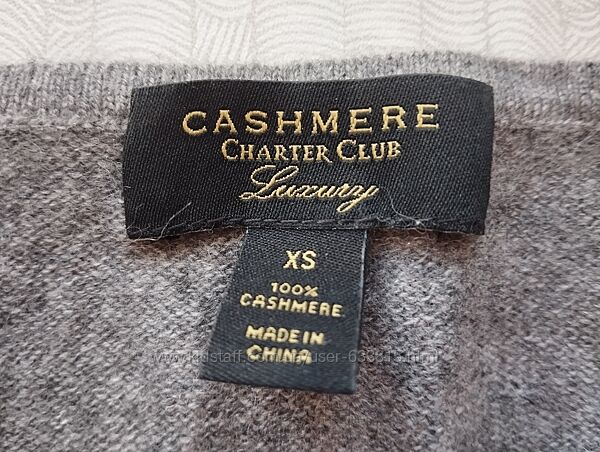 CASHMERE
CHARTER CLUB
Luxury
XS
100%
CASHMERE
MADE IN
CHINA